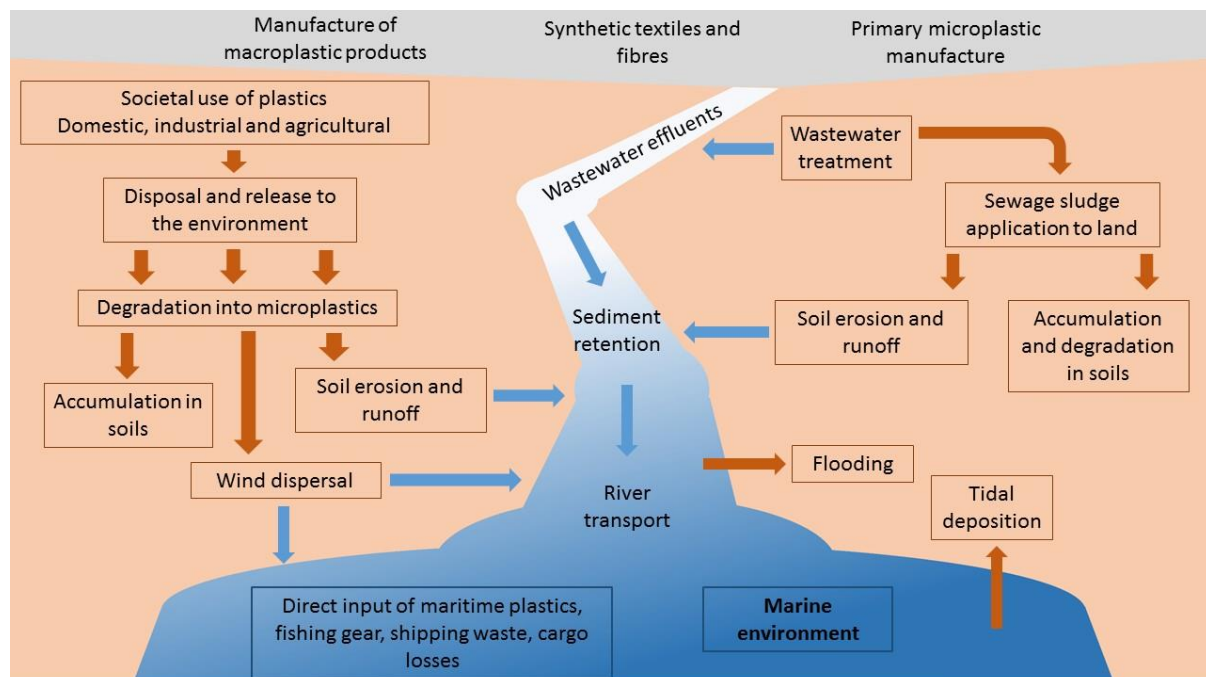 Manufacture of
macroplastic products
Synthetic textiles and
fibres
Primary microplastic
manufacture
Societal use of plastics
Domestic, industrial and agricultural
Disposal and release to
the environment
Degradation into microplastics
Accumulation in
soils
Soil erosion and
runoff
Wind dispersal
Wastewater effluents
Sediment
retention
River
transport
Wastewater
treatment
Sewage sludge
application to land
Soil erosion and
runoff
Accumulation
and degradation
in soils
Flooding
Tidal
deposition
Direct input of maritime plastics,
fishing gear, shipping waste, cargo
losses
Marine
environment